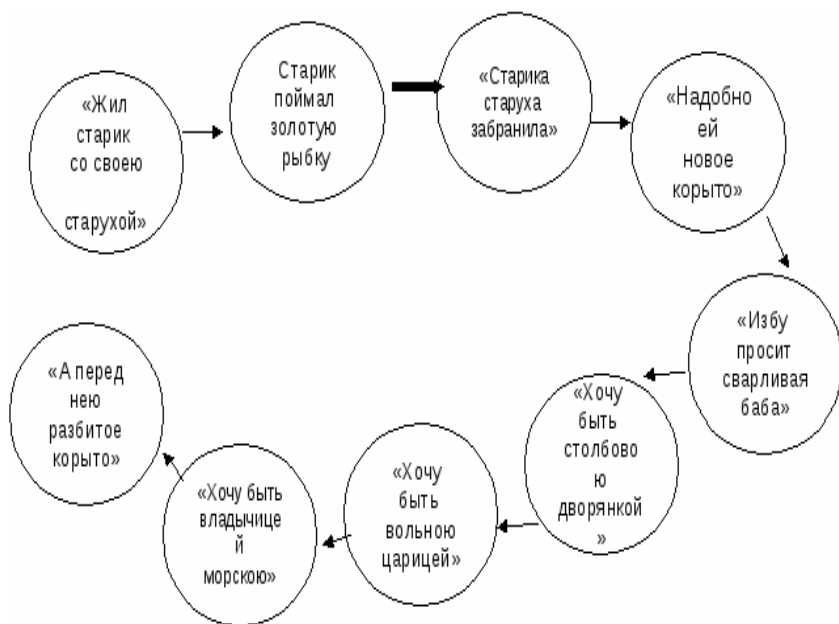 «Жил
старик
со своею
старухой»
Старик
поймал
золотую
рыбку
«Старика
старуха
забранила»
«Надобно
ей
новое
корыто»
«Избу
просит
сварливая
баба»
«Хочу
быть
столбово
ю
дворянкой
»
«Хочу
быть
вольною
царицей»
«Хочу быть
владычице
й
морскою»
«А перед
нею
разбитое
корыто»